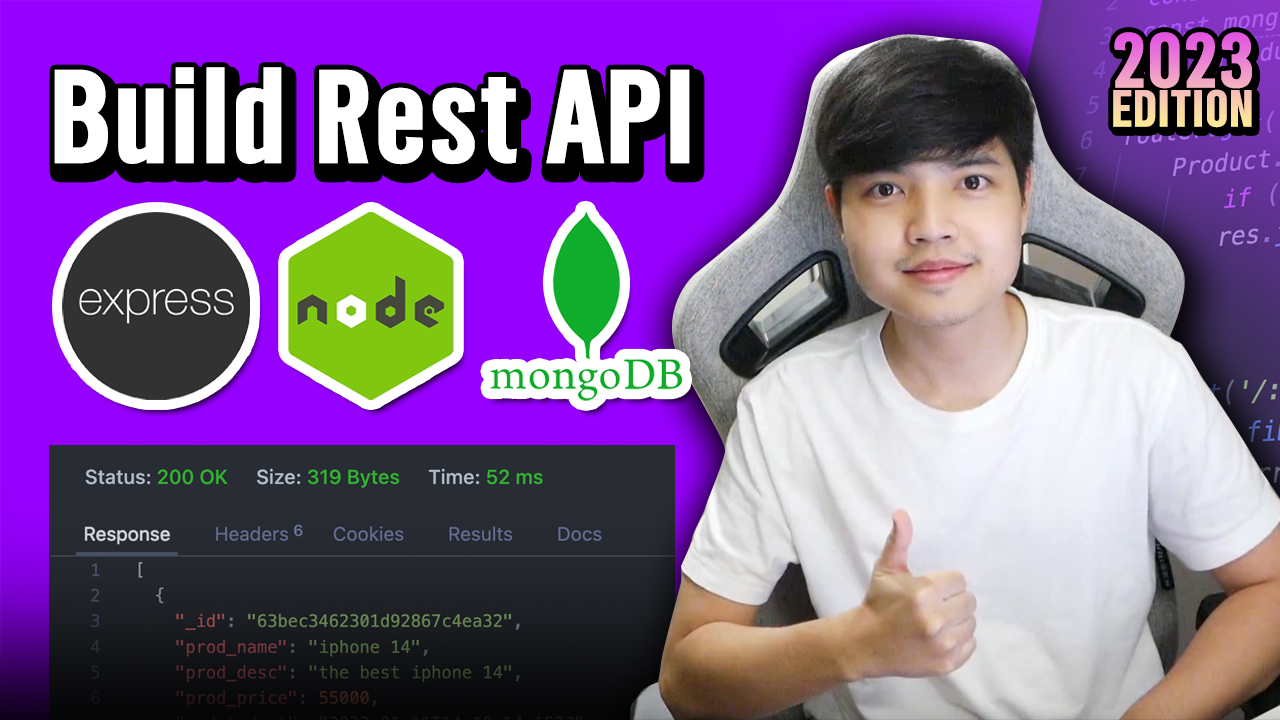 Build Rest API
2023
EDITION
express
node
mongoDB
Status: 200 OK Size: 319 Bytes Time: 52 ms
Response Headers 6 Cookies Results Docs
1 [
2 {
3 "_id": "63bec3462301d92867c4ea32",
4 "prod_name": "iphone 14",
5 "prod_desc": "the best iphone 14",
6 "prod_price": 55000,
5
6
Product.
if (
res.